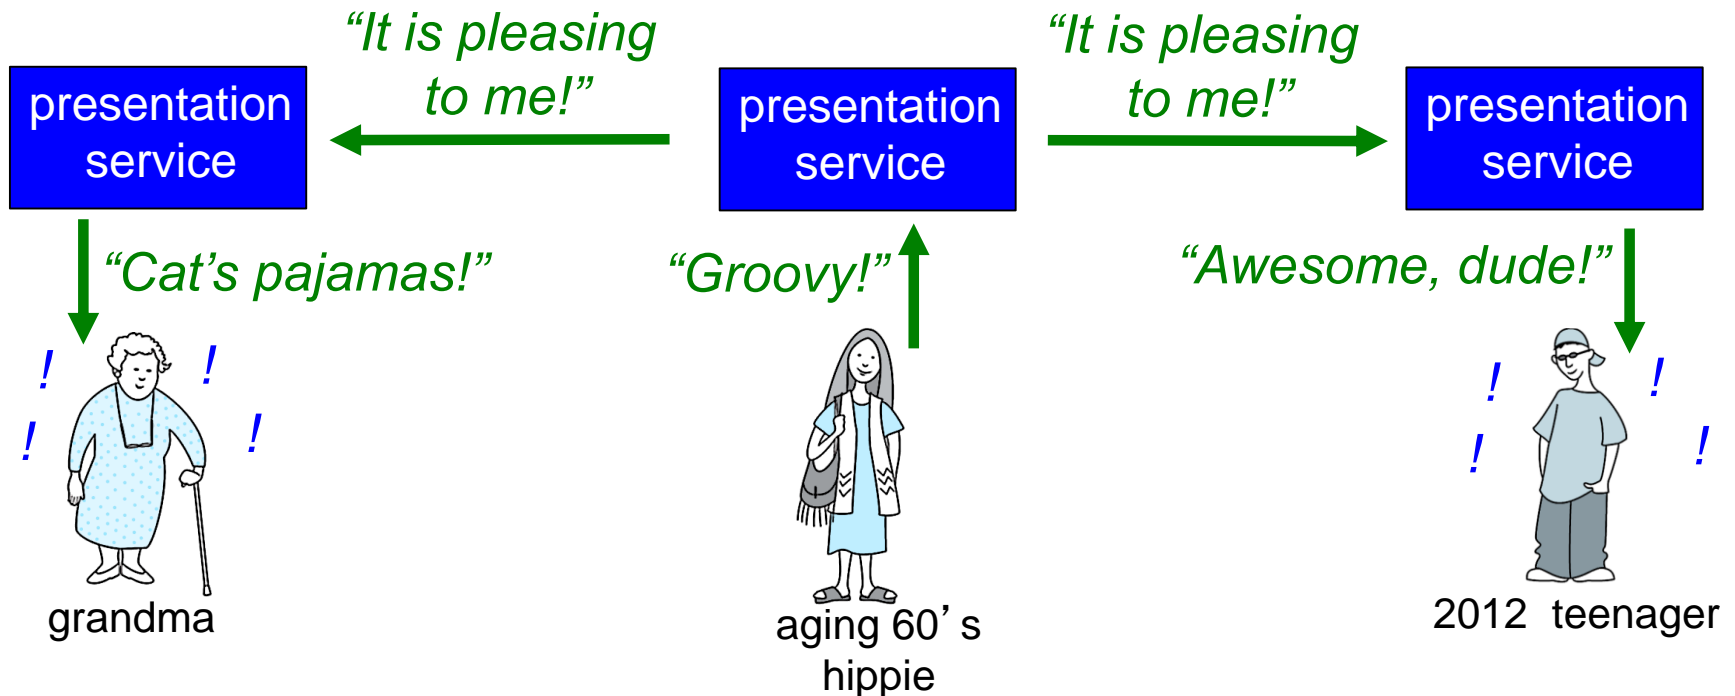 “It is pleasing
to me!”
“It is pleasing
to me!”
presentation
service
presentation
service
presentation
service
“Cat’s pajamas!”
“Groovy!”
“Awesome, dude!”
! ! ! !
! ! ! !
grandma
aging 60’s
hippie
2012 teenager